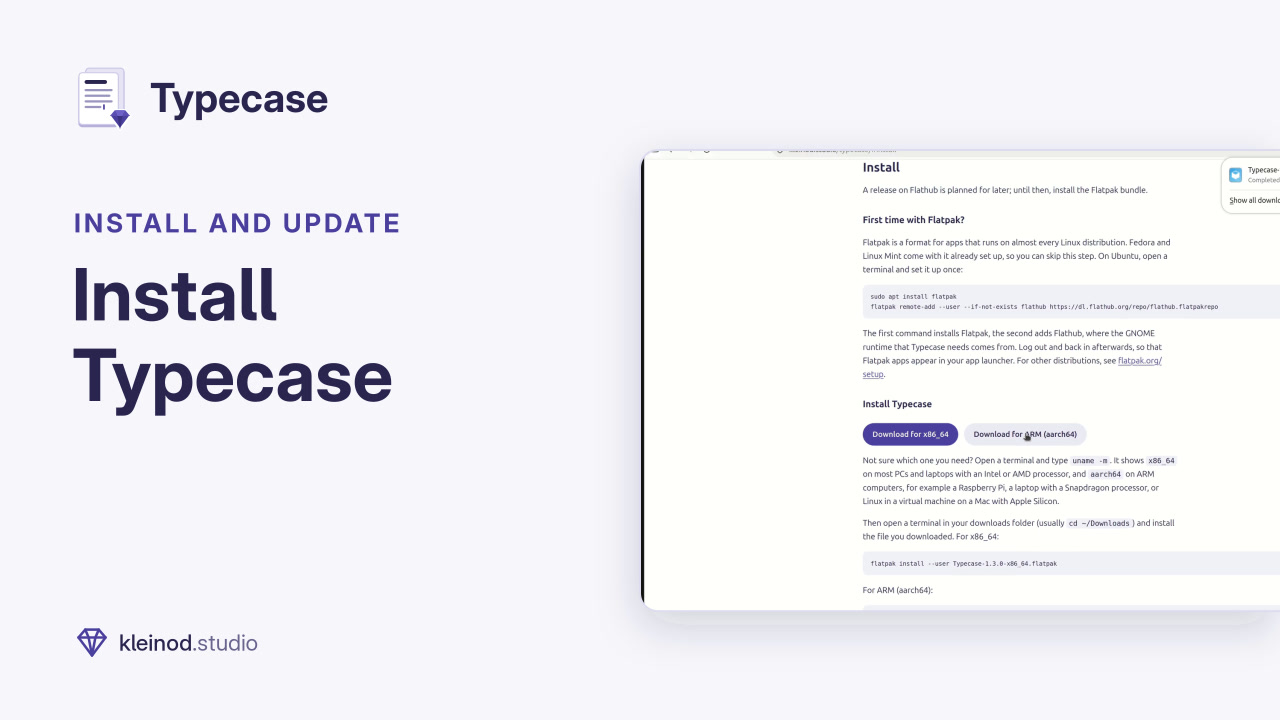 Typecase
INSTALL AND UPDATE
Install
Typecase
kleinod.studio
Install
A release on Flathub is planned for later; until then, install the Flatpak bundle.
First time with Flatpak?
Flatpak is a format for apps that runs on almost every Linux distribution. Fedora and
Linux Mint come with it already set up, so you can skip this step. On Ubuntu, open a
terminal and set it up once:
sudo apt install flatpak
flatpak remote-add --user --if-not-exists flathub https://dl.flathub.org/repo/flathub.flatpakrepo
The first command installs Flatpak, the second adds Flathub, where the GNOME
runtime that Typecase needs comes from. Log out and back in afterwards, so that
Flatpak apps appear in your app launcher. For other distributions, see flatpak.org/
setup.
Install Typecase
Download for x86_64
Download for ARM (aarch64)
Not sure which one you need? Open a terminal and type uname -m. It shows x86_64
on most PCs and laptops with an Intel or AMD processor, and aarch64 on ARM
computers, for example a Raspberry Pi, a laptop with a Snapdragon processor, or
Linux in a virtual machine on a Mac with Apple Silicon.
Then open a terminal in your downloads folder (usually cd ~/Downloads) and install
the file you downloaded. For x86_64:
flatpak install --user Typecase-1.3.0-x86_64.flatpak
For ARM (aarch64):
Typecase-
Completed
Show all downlo